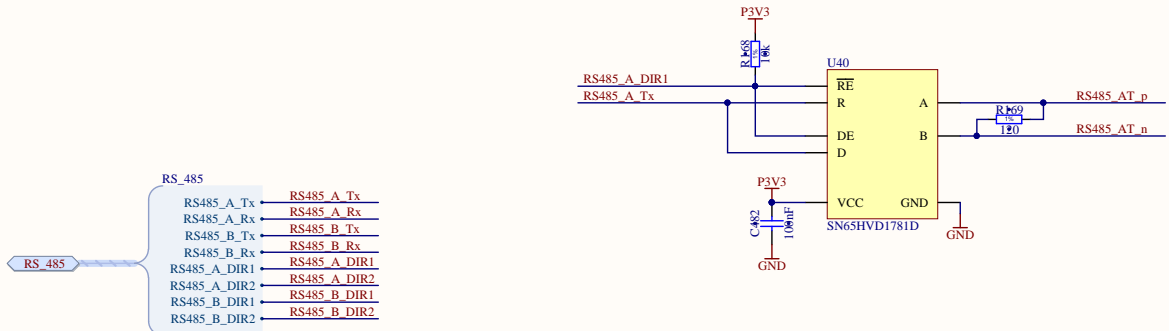 RS_485
RS_485
RS485_A_Tx
RS485_A_Rx
RS485_B_Tx
RS485_B_Rx
RS485_A_DIR1
RS485_A_DIR2
RS485_B_DIR1
RS485_B_DIR2
RS485_A_Tx
RS485_A_Rx
RS485_B_Tx
RS485_B_Rx
RS485_A_DIR1
RS485_A_DIR2
RS485_B_DIR1
RS485_B_DIR2
P3V3
R168
1%
10k
RS485_A_DIR1
RS485_A_Tx
U40
RE
R
DE
D
VCC
A
B
GND
SN65HVD1781D
RS485_AT_p
R169
1%
120
RS485_AT_n
P3V3
C482
100nF
GND
GND